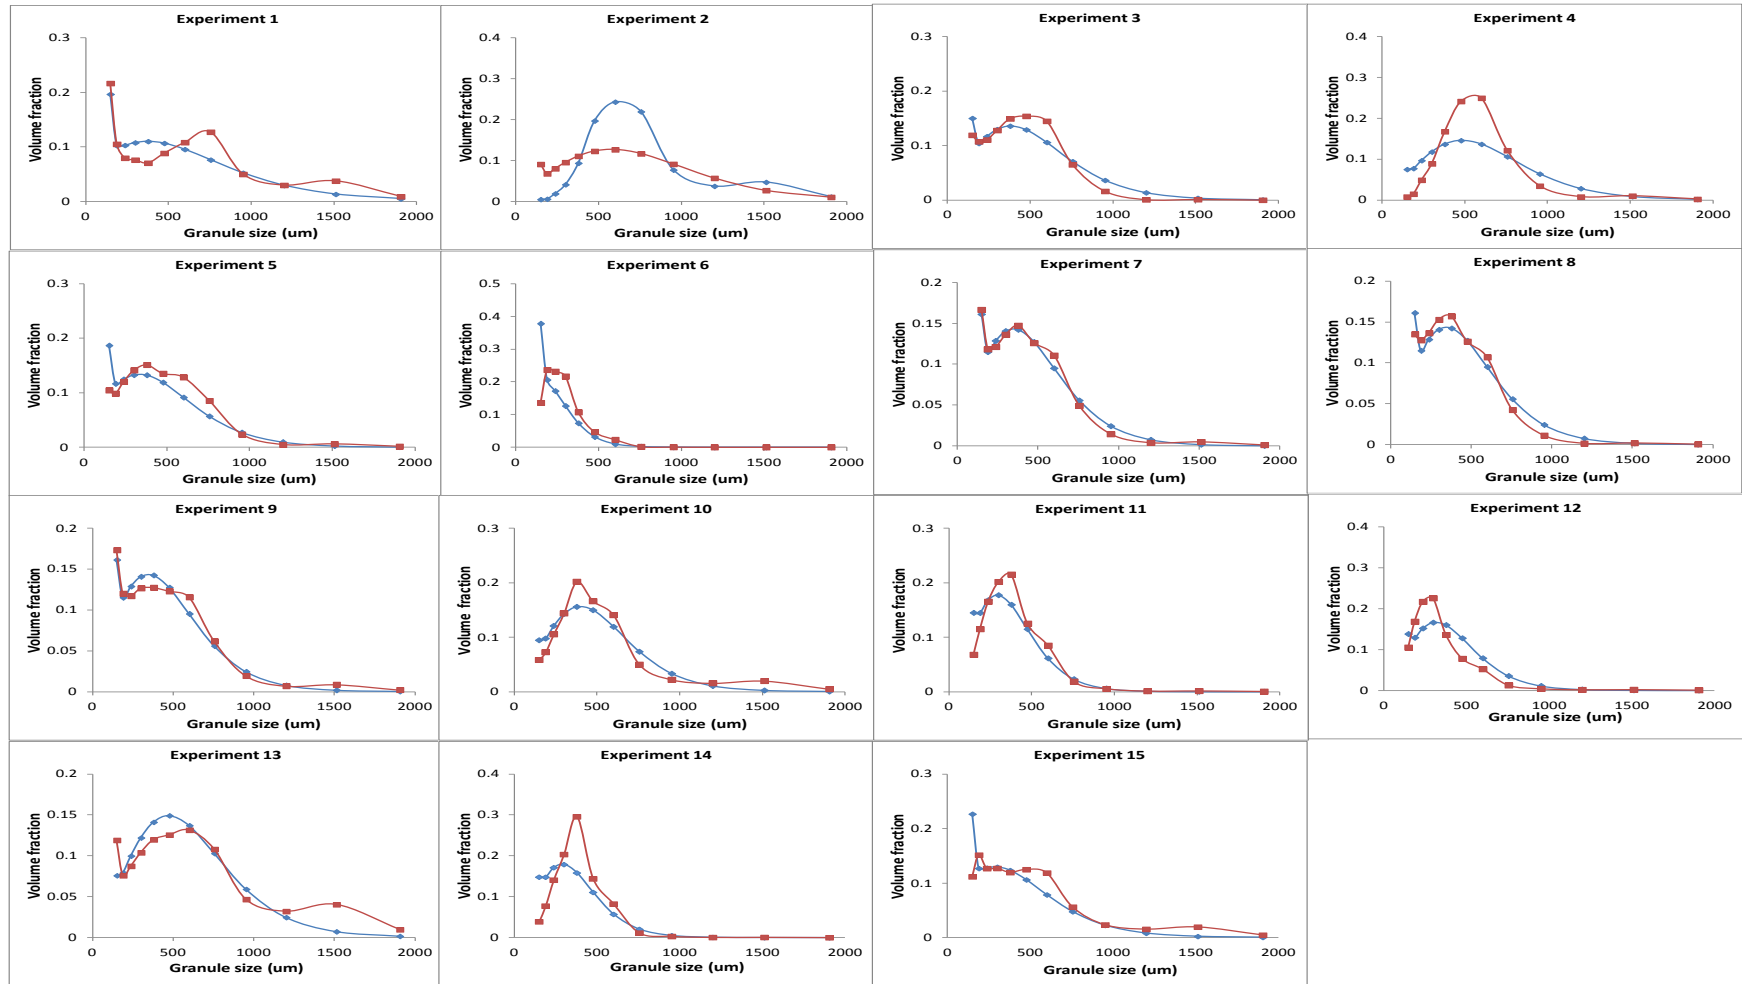 Experiment 1
0.3
0.2
0.1
0
Volume fraction
0 500 1000 1500 2000
Granule size (um)
Experiment 2
0.4
0.3
0.2
0.1
0
Volume fraction
0 500 1000 1500 2000
Granule size (um)
Experiment 3
0.3
0.2
0.1
0
Volume fraction
0 500 1000 1500 2000
Granule size (um)
Experiment 4
0.4
0.3
0.2
0.1
0
Volume fraction
0 500 1000 1500 2000
Granule size (um)
Experiment 5
0.3
0.2
0.1
0
Volume fraction
0 500 1000 1500 2000
Granule size (um)
Experiment 6
0.5
0.4
0.3
0.2
0.1
0
Volume fraction
0 500 1000 1500 2000
Granule size (um)
Experiment 7
0.2
0.15
0.1
0.05
0
Volume fraction
0 500 1000 1500 2000
Granule size (um)
Experiment 8
0.2
0.15
0.1
0.05
0
Volume fraction
0 500 1000 1500 2000
Granule size (um)
Experiment 9
0.2
0.15
0.1
0.05
0
Volume fraction
0 500 1000 1500 2000
Granule size (um)
Experiment 10
0.3
0.2
0.1
0
Volume fraction
0 500 1000 1500 2000
Granule size (um)
Experiment 11
0.3
0.2
0.1
0
Volume fraction
0 500 1000 1500 2000
Granule size (um)
Experiment 12
0.4
0.3
0.2
0.1
0
Volume fraction
0 500 1000 1500 2000
Granule size (um)
Experiment 13
0.2
0.15
0.1
0.05
0
Volume fraction
0 500 1000 1500 2000
Granule size (um)
Experiment 14
0.4
0.3
0.2
0.1
0
Volume fraction
0 500 1000 1500 2000
Granule size (um)
Experiment 15
0.3
0.2
0.1
0
Volume fraction
0 500 1000 1500 2000
Granule size (um)